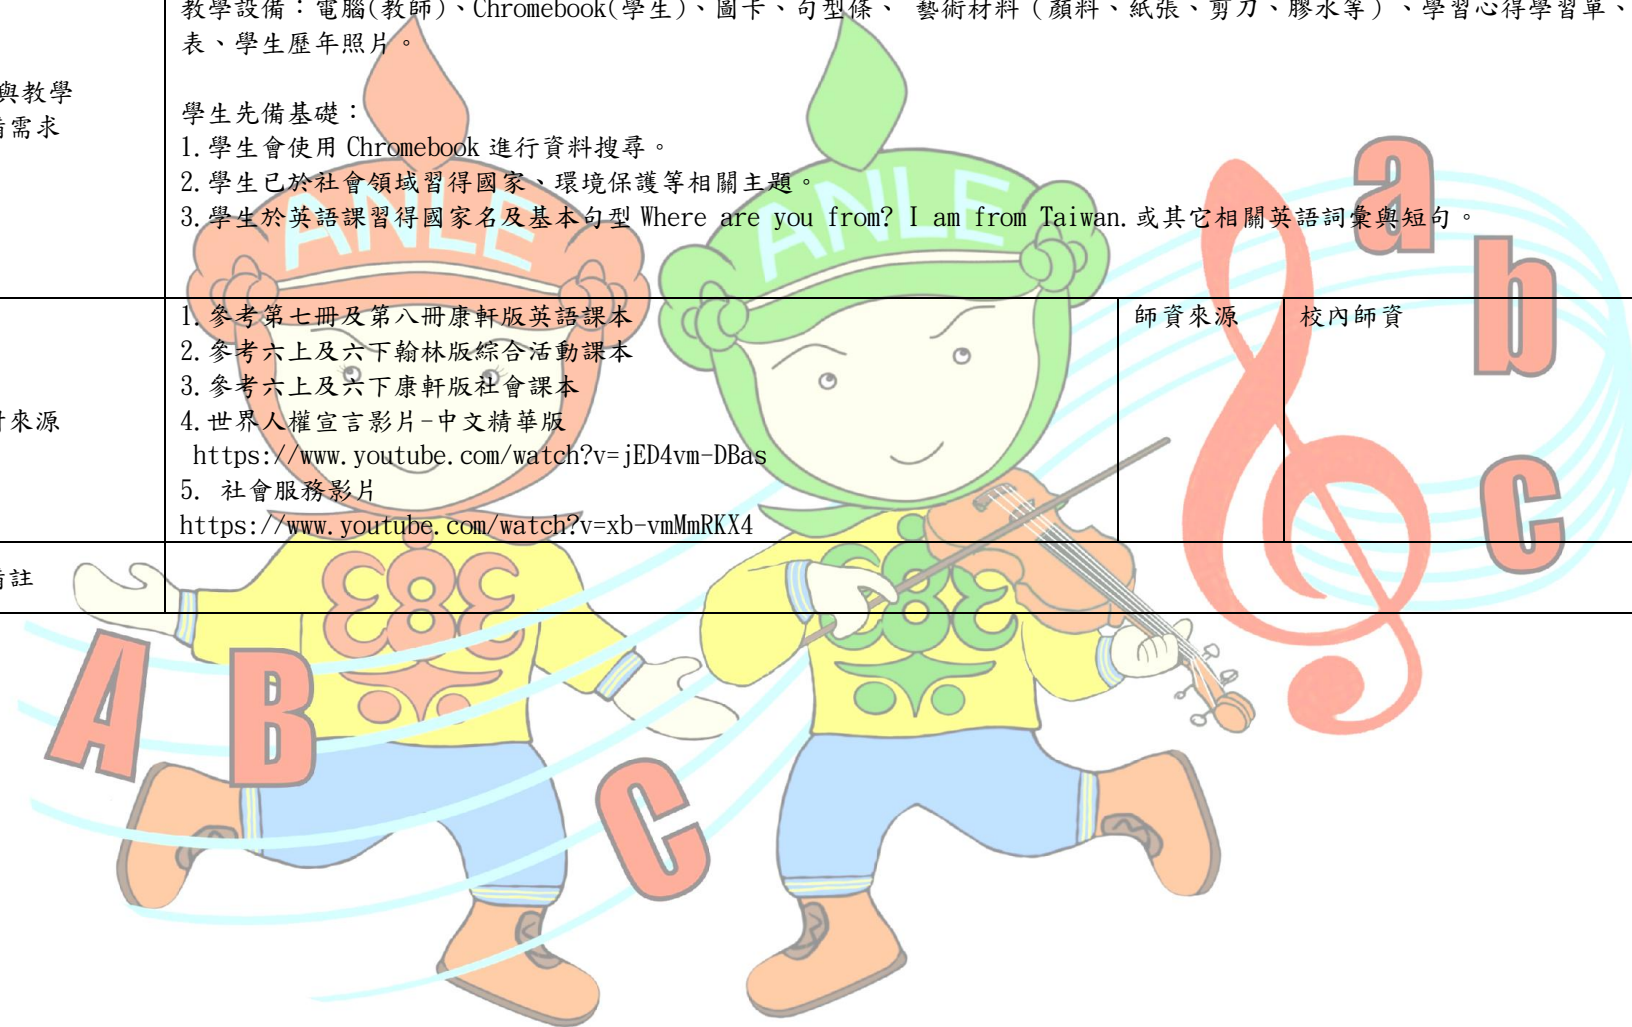 教學設備：電腦(教師)、Chromebook(學生)、圖卡、句型條、 藝術材料（顏料、紙張、剪刀、膠水等）、學習心得學習單、
表、學生歷年照片。
與教學
需求
學生先備基礎：
1.學生會使用 Chromebook 進行資料搜尋。
2.學生已於社會領域習得國家、環境保護等相關主題。
3.學生於英語課習得國家名及基本句型 Where are you from? I am from Taiwan.或其它相關英語詞彙與短句。
ANLE
ANLE
a
b
c
來源
1.參考第七冊及第八冊康軒版英語課本
2.參考六上及六下翰林版綜合活動課本
3.參考六上及六下康軒版社會課本
4.世界人權宣言影片-中文精華版
https://www.youtube.com/watch?v=jED4vm-DBas
5. 社會服務影片
https://www.youtube.com/watch?v=xb-vmMmRKX4
師資來源
校內師資
註
A
B
C